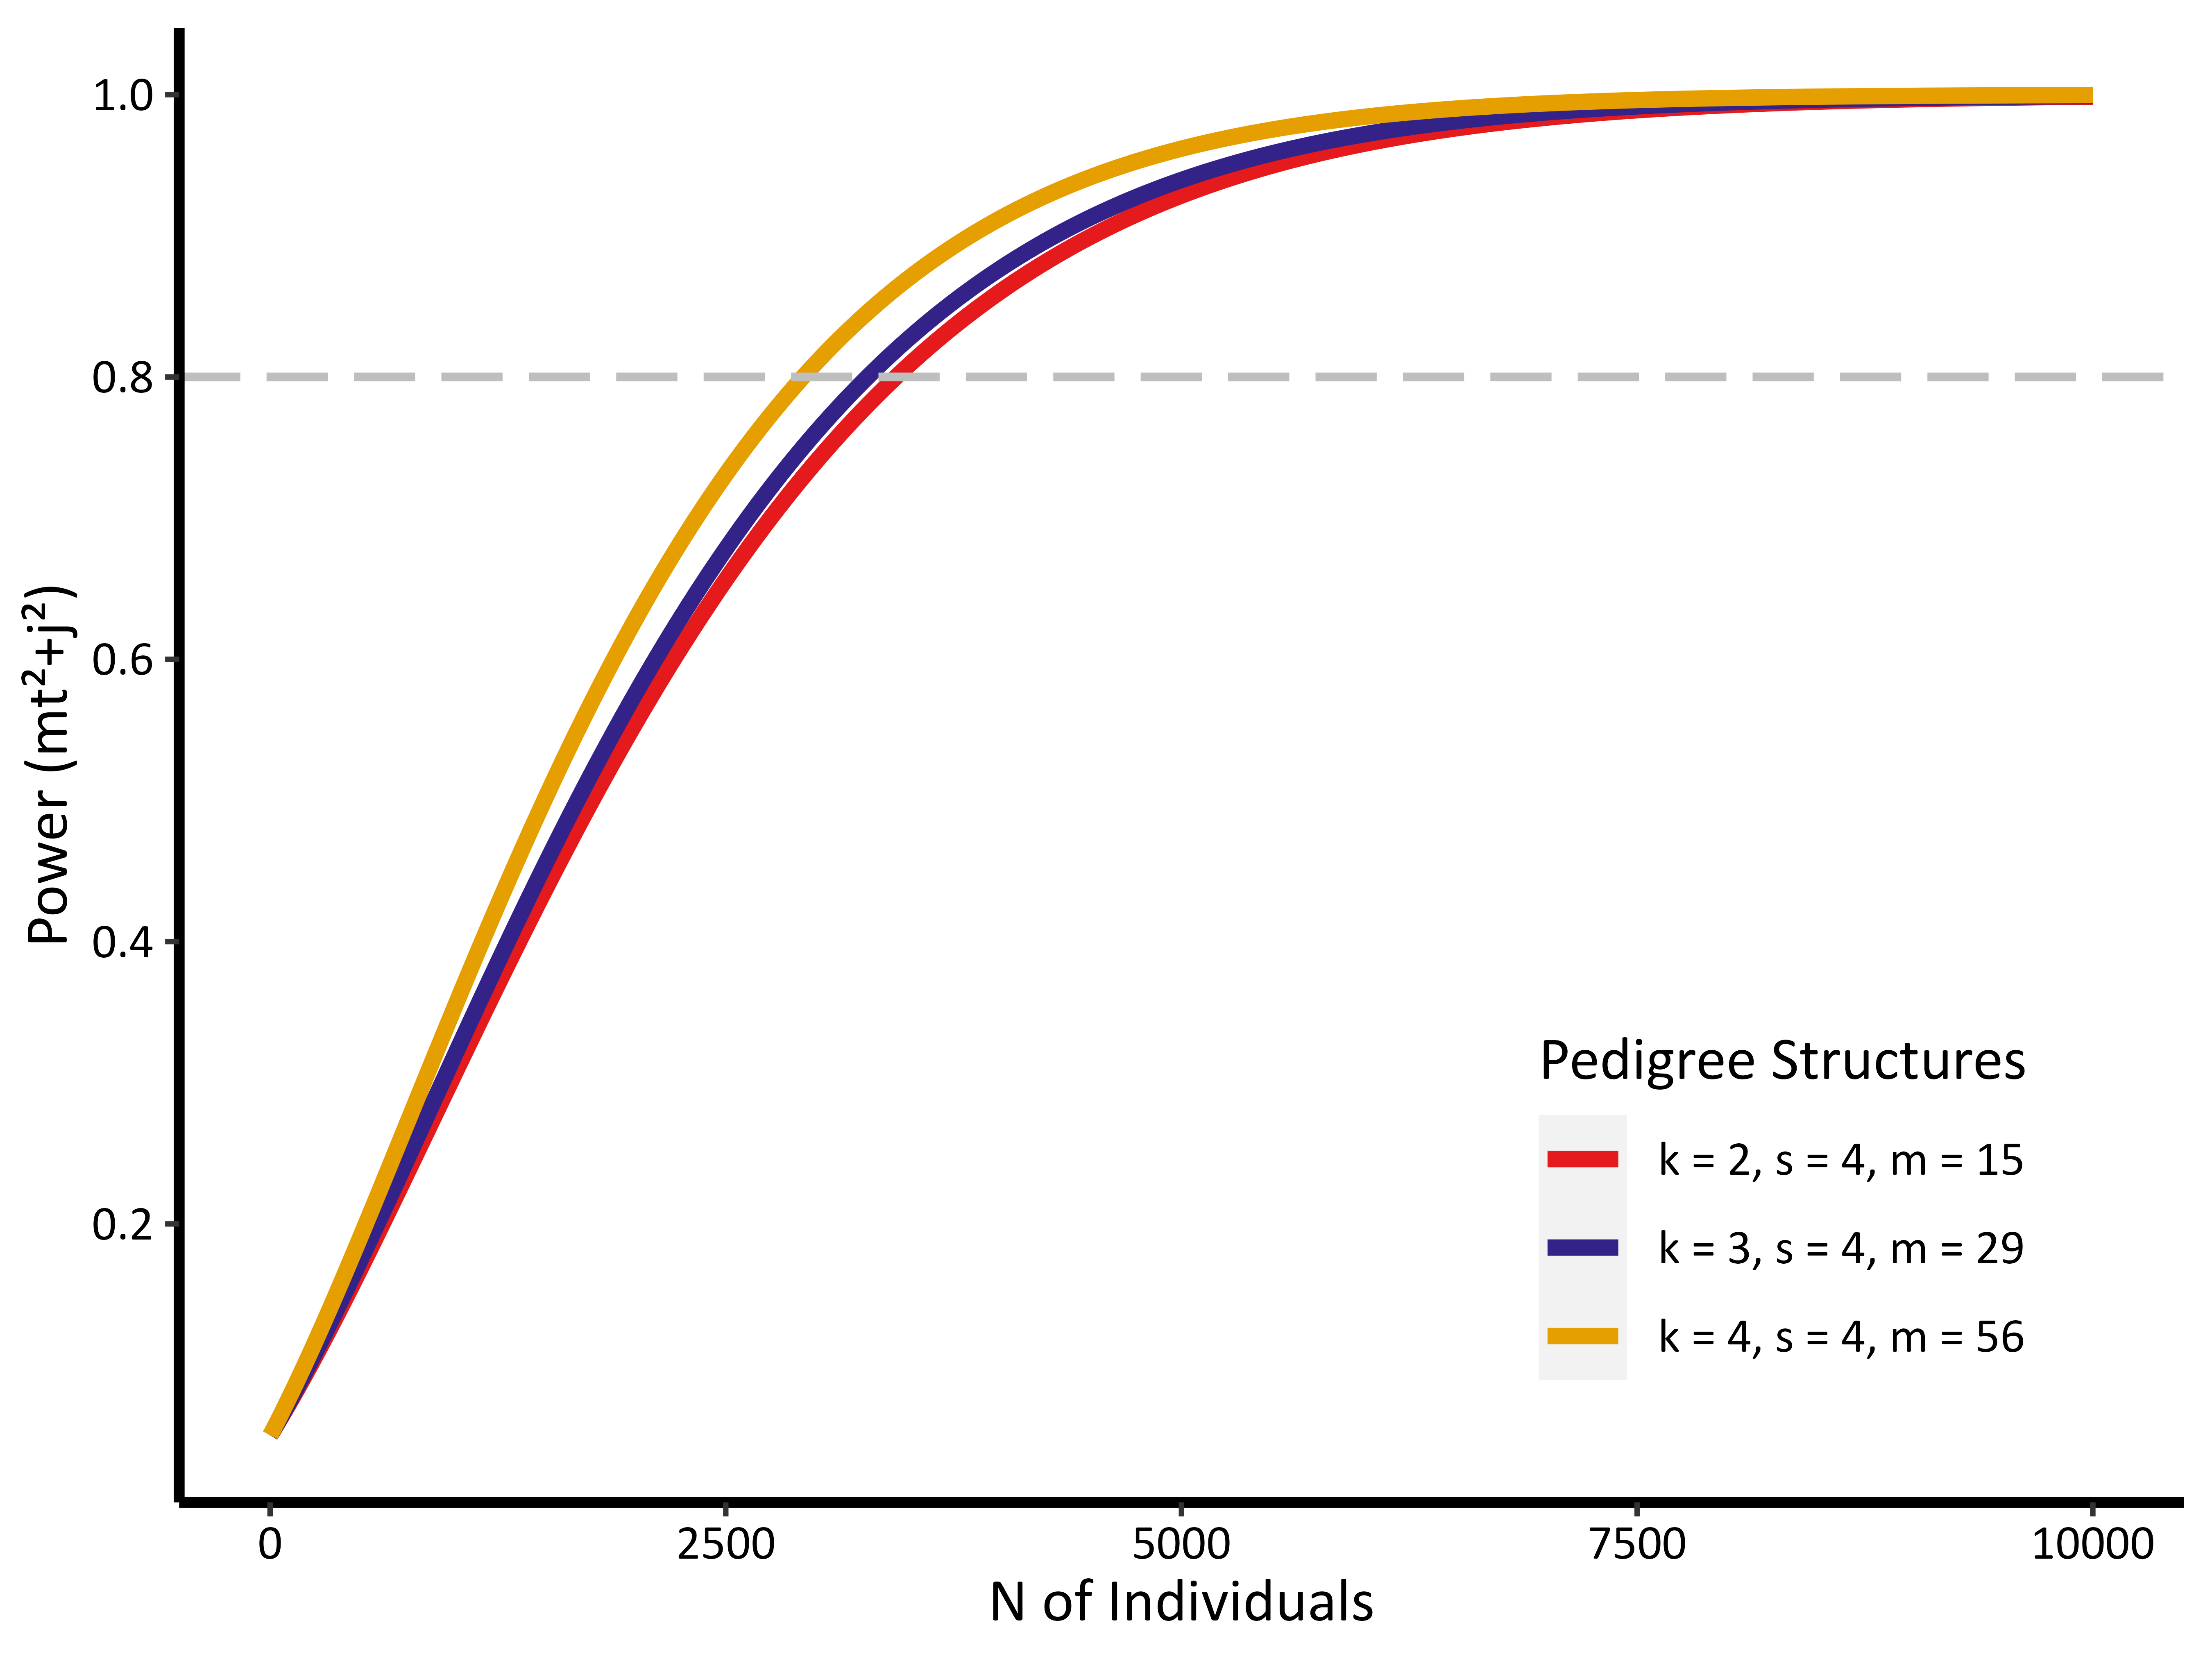 Power (mt²+j²)
1.0
0.8
0.6
0.4
0.2
0
2500
5000
7500
10000
N of Individuals
Pedigree Structures
k = 2, s = 4, m = 15
k = 3, s = 4, m = 29
k = 4, s = 4, m = 56